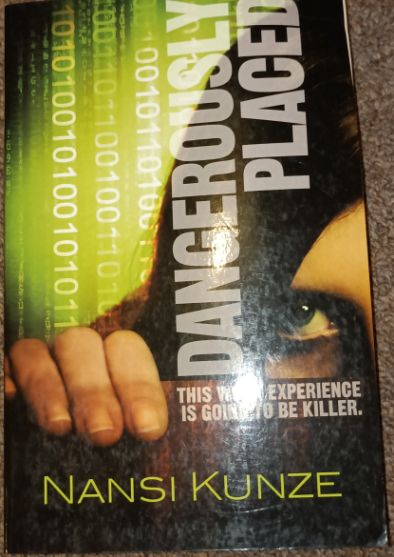 DANGEROUSLY
PLACED
THIS EXPERIENCE
IS GOING TO BE KILLER.
NANSI KUNZE